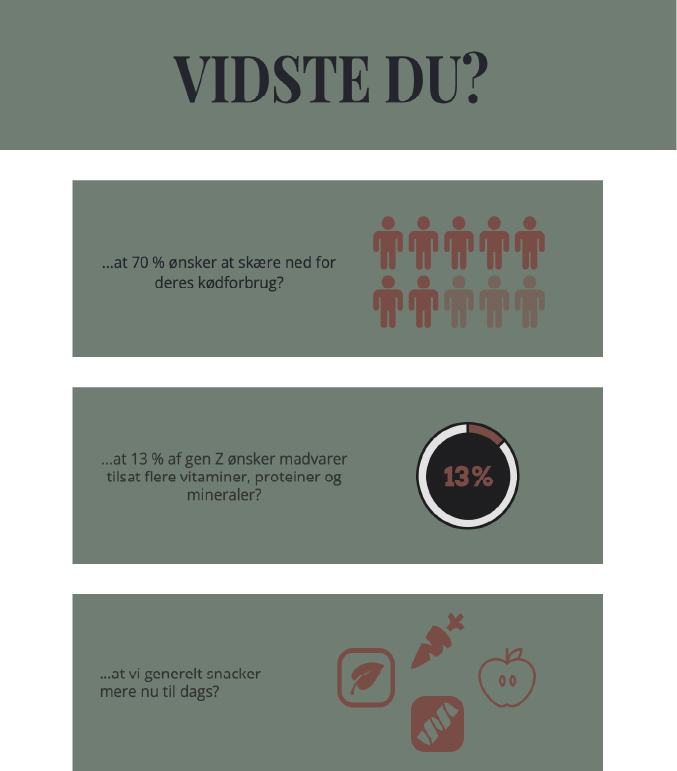 VIDSTE DU?
...at 70 % ønsker at skære ned for
deres kødforbrug?
...at 13 % af gen Z ønsker madvarer
tilsat flere vitaminer, proteiner og
mineraler?
13%
...at vi generelt snacker
mere nu til dags?